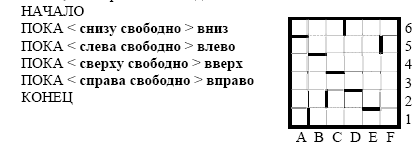 НАЧАЛО
ПОКА < снизу свободно > вниз
ПОКА < слева свободно > влево
ПОКА < сверху свободно > вверх
ПОКА < справа свободно > вправо
КОНЕЦ
6
5
4
3
2
1
A B C D E F